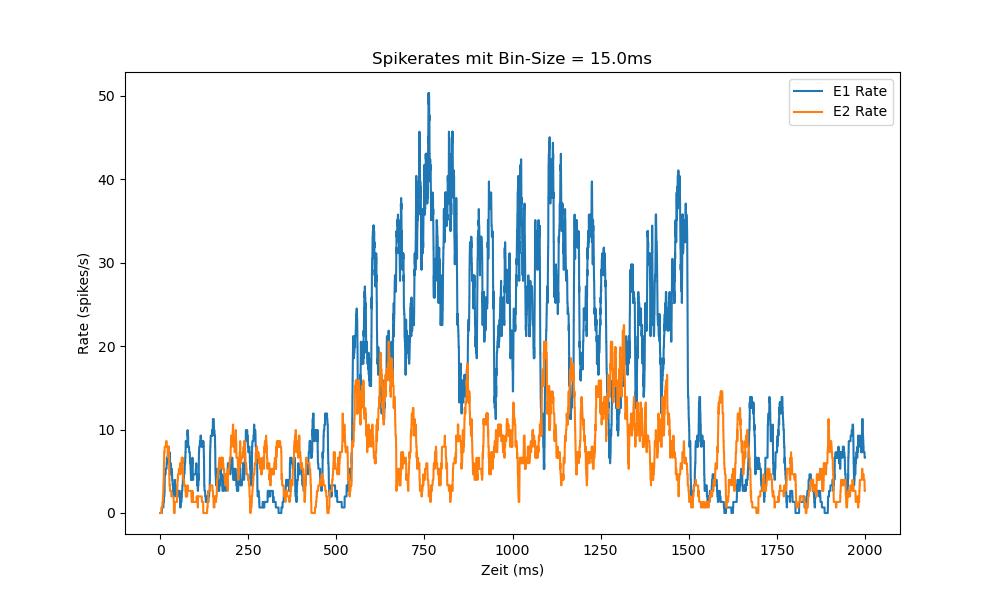 Spikerates mit Bin-Size = 15.0ms
E1 Rate
E2 Rate
50
40
30
20
10
0
Rate (spikes/s)
0 250 500 750 1000 1250 1500 1750 2000
Zeit (ms)